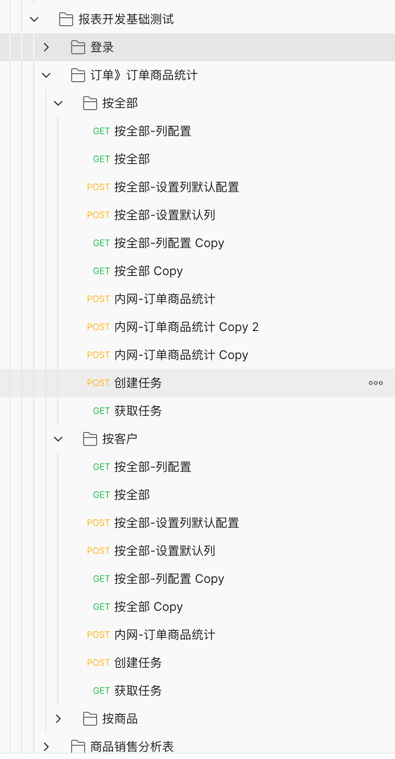 报表开发基础测试
登录
订单》订单商品统计
按全部
GET 按全部-列配置
GET 按全部
POST 按全部-设置列默认配置
POST 按全部-设置默认列
GET 按全部-列配置 Copy
GET 按全部 Copy
POST 内网-订单商品统计
POST 内网-订单商品统计 Copy 2
POST 内网-订单商品统计 Copy
POST 创建任务
GET 获取任务
按客户
GET 按全部-列配置
GET 按全部
POST 按全部-设置列默认配置
POST 按全部-设置默认列
GET 按全部-列配置 Copy
GET 按全部 Copy
POST 内网-订单商品统计
POST 创建任务
GET 获取任务
按商品
商品销售分析表